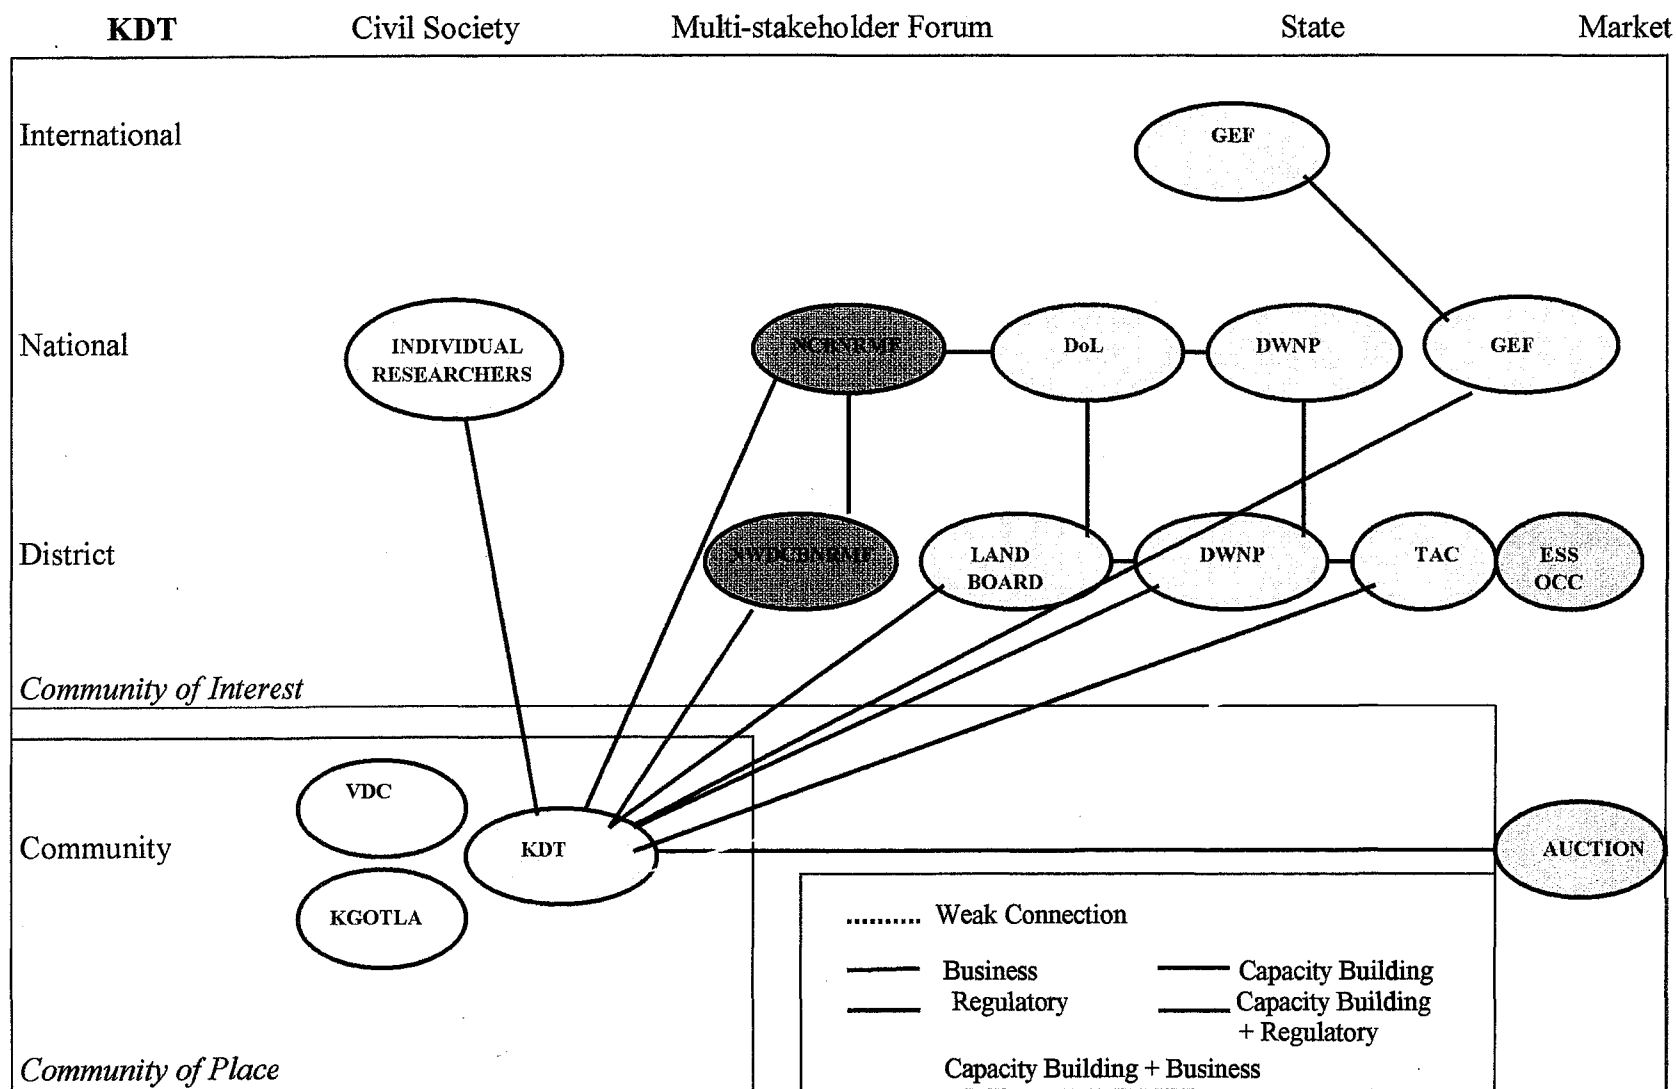 KDT Civil Society Multi-stakeholder Forum State Market
International
GEF
National
INDIVIDUAL
RESEARCHERS
NCBNRMF
DoL
DWNP
GEF
District
NWDCBNRMF
LAND
BOARD
DWNP
TAC
ESS
OCC
Community of Interest
VDC
Community
KDT
AUCTION
KGOTLA
Weak Connection
Business
Capacity Building
Regulatory
Capacity Building
+ Regulatory
Capacity Building + Business
Community of Place